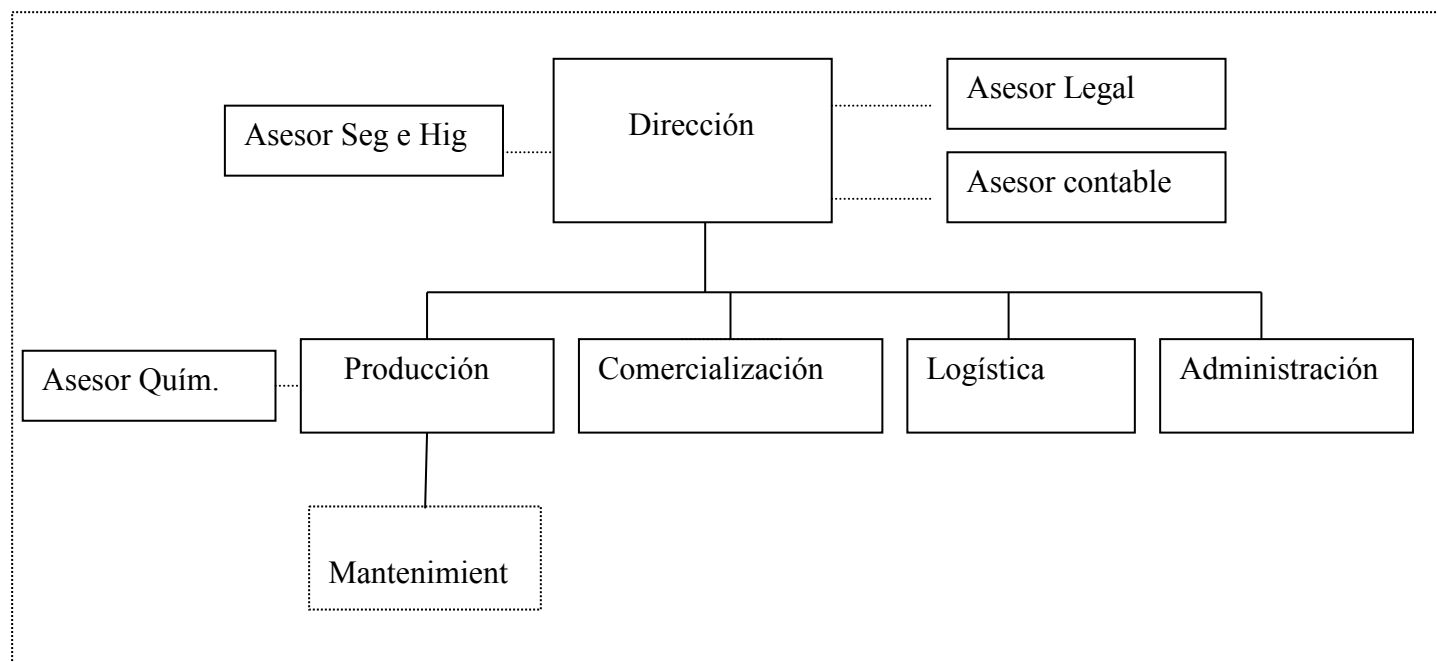 Asesor Legal
Dirección
Asesor Seg e Hig
Asesor contable
Producción
Comercialización
Logística
Administración
Asesor Quím.
Mantenimient